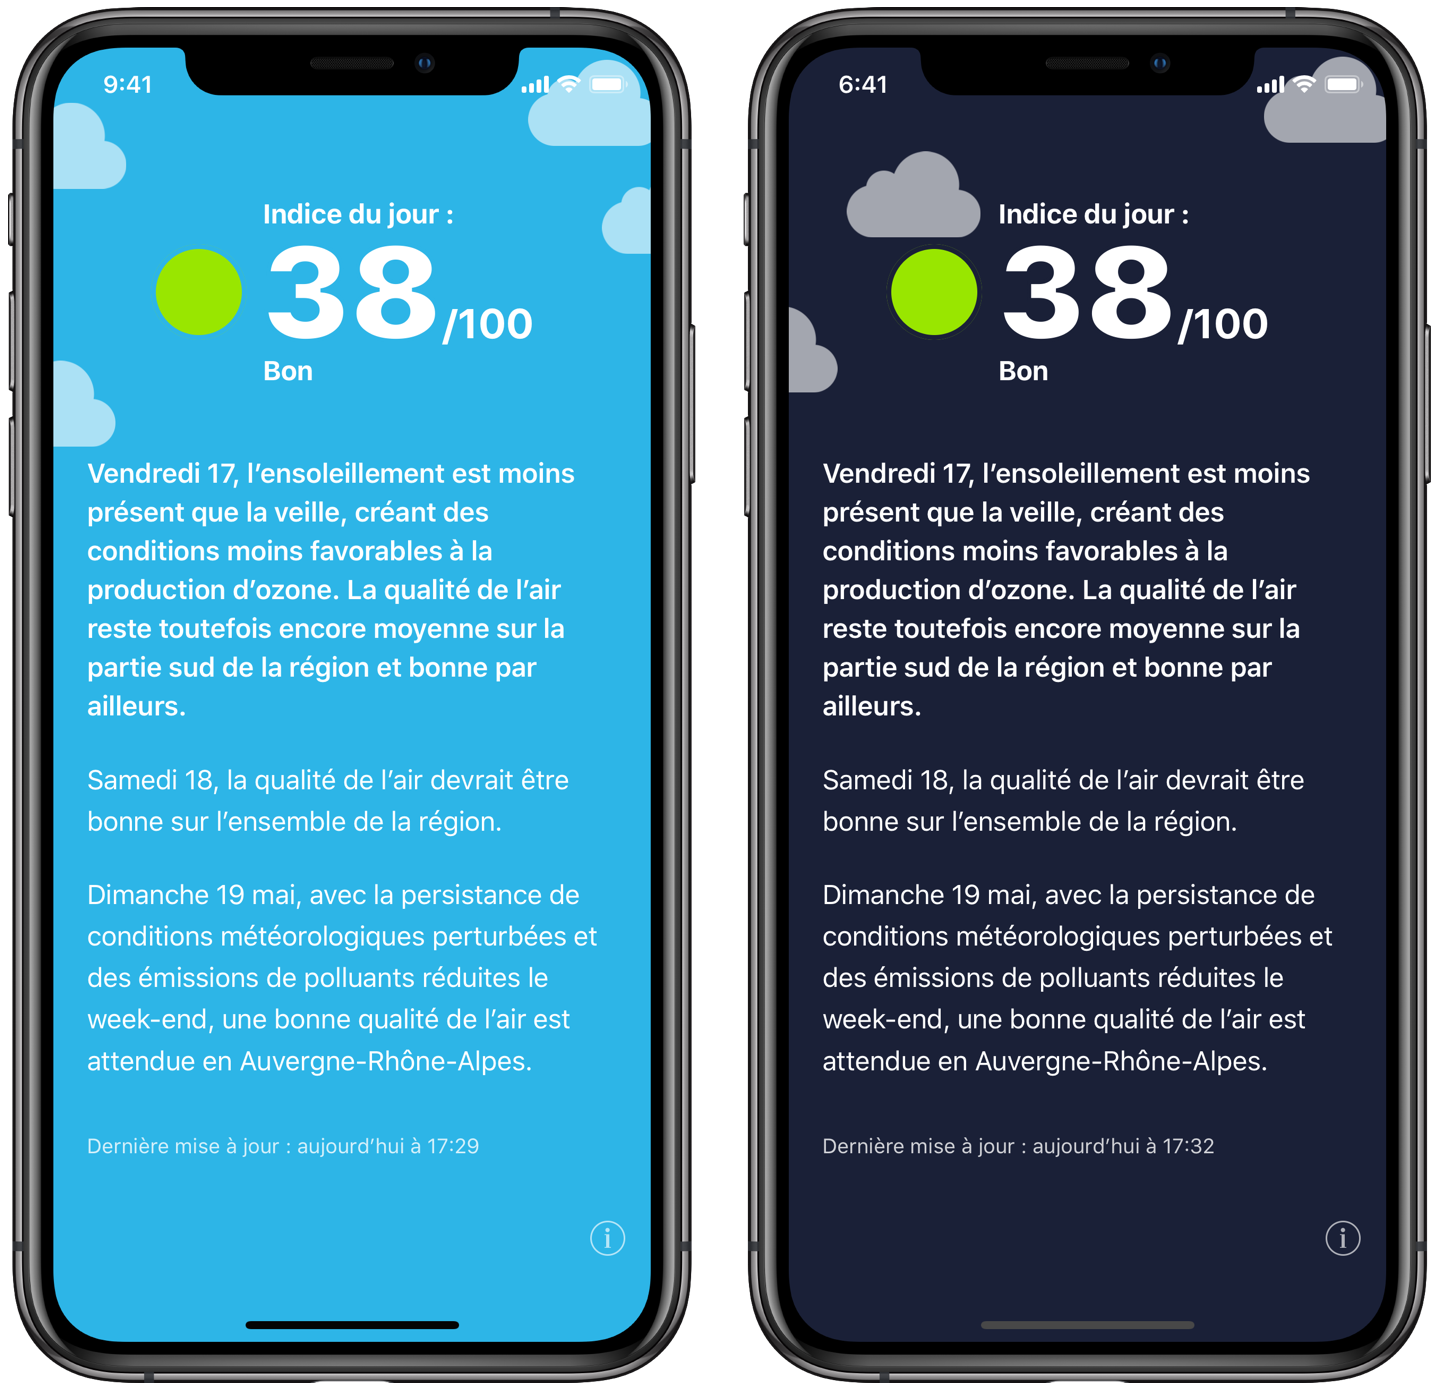 9:41
Indice du jour :
38/100
Bon
Vendredi 17, l’ensoleillement est moins
présent que la veille, créant des
conditions moins favorables à la
production d’ozone. La qualité de l’air
reste toutefois encore moyenne sur la
partie sud de la région et bonne par
ailleurs.
Samedi 18, la qualité de l’air devrait être
bonne sur l’ensemble de la région.
Dimanche 19 mai, avec la persistance de
conditions météorologiques perturbées et
des émissions de polluants réduites le
week-end, une bonne qualité de l’air est
attendue en Auvergne-Rhône-Alpes.
Dernière mise à jour : aujourd’hui à 17:29
i
6:41
Indice du jour :
38/100
Bon
Vendredi 17, l’ensoleillement est moins
présent que la veille, créant des
conditions moins favorables à la
production d’ozone. La qualité de l’air
reste toutefois encore moyenne sur la
partie sud de la région et bonne par
ailleurs.
Samedi 18, la qualité de l’air devrait être
bonne sur l’ensemble de la région.
Dimanche 19 mai, avec la persistance de
conditions météorologiques perturbées et
des émissions de polluants réduites le
week-end, une bonne qualité de l’air est
attendue en Auvergne-Rhône-Alpes.
Dernière mise à jour : aujourd’hui à 17:32
i